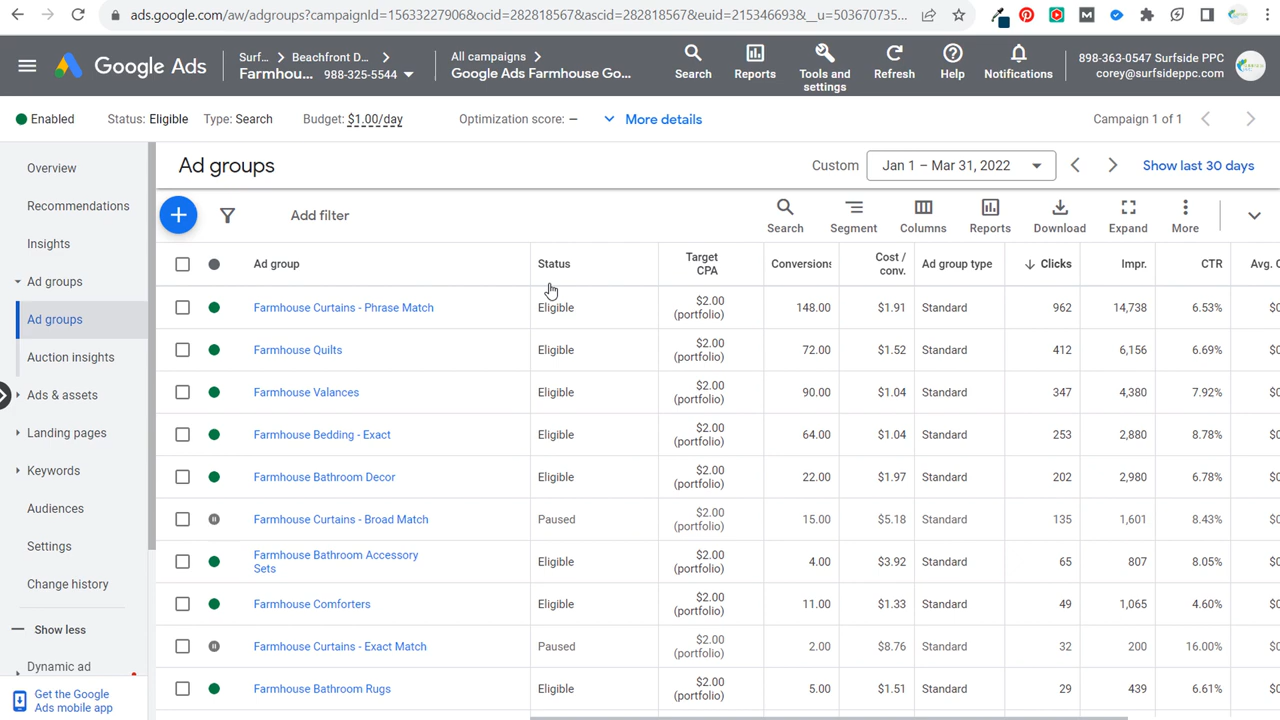 ads.google.com/aw/adgroups?campaignId=15633227906&ocid=282818567&ascid=282818567&euid=215346693&__u=503670735...
Google Ads
Surf... > Beachfront D... >
Farmhou... 988-325-5544
All campaigns >
Google Ads Farmhouse Go...
Search
Reports
Tools and settings
Refresh
Help
Notifications
898-363-0547 Surfside PPC
corey@surfsideppc.com
Enabled Status: Eligible Type: Search Budget: $1.00/day Optimization score: – More details Campaign 1 of 1
Overview
Recommendations
Insights
Ad groups
Ad groups
Auction insights
Ads & assets
Landing pages
Keywords
Audiences
Settings
Change history
Show less
Dynamic ad
Get the Google
Ads mobile app
Ad groups Custom Jan 1 – Mar 31, 2022 Show last 30 days
Add filter Search Segment Columns Reports Download Expand More
Ad group Status Target CPA Conversions Cost / conv. Ad group type Clicks Impr. CTR Avg. C
Farmhouse Curtains - Phrase Match Eligible $2.00 (portfolio) 148.00 $1.91 Standard 962 14,738 6.53% $0
Farmhouse Quilts Eligible $2.00 (portfolio) 72.00 $1.52 Standard 412 6,156 6.69% $0
Farmhouse Valances Eligible $2.00 (portfolio) 90.00 $1.04 Standard 347 4,380 7.92% $0
Farmhouse Bedding - Exact Eligible $2.00 (portfolio) 64.00 $1.04 Standard 253 2,880 8.78% $0
Farmhouse Bathroom Decor Eligible $2.00 (portfolio) 22.00 $1.97 Standard 202 2,980 6.78% $0
Farmhouse Curtains - Broad Match Paused $2.00 (portfolio) 15.00 $5.18 Standard 135 1,601 8.43% $0
Farmhouse Bathroom Accessory Sets Eligible $2.00 (portfolio) 4.00 $3.92 Standard 65 807 8.05% $0
Farmhouse Comforters Eligible $2.00 (portfolio) 11.00 $1.33 Standard 49 1,065 4.60% $0
Farmhouse Curtains - Exact Match Paused $2.00 (portfolio) 2.00 $8.76 Standard 32 200 16.00% $0
Farmhouse Bathroom Rugs Eligible $2.00 (portfolio) 5.00 $1.51 Standard 29 439 6.61% $0